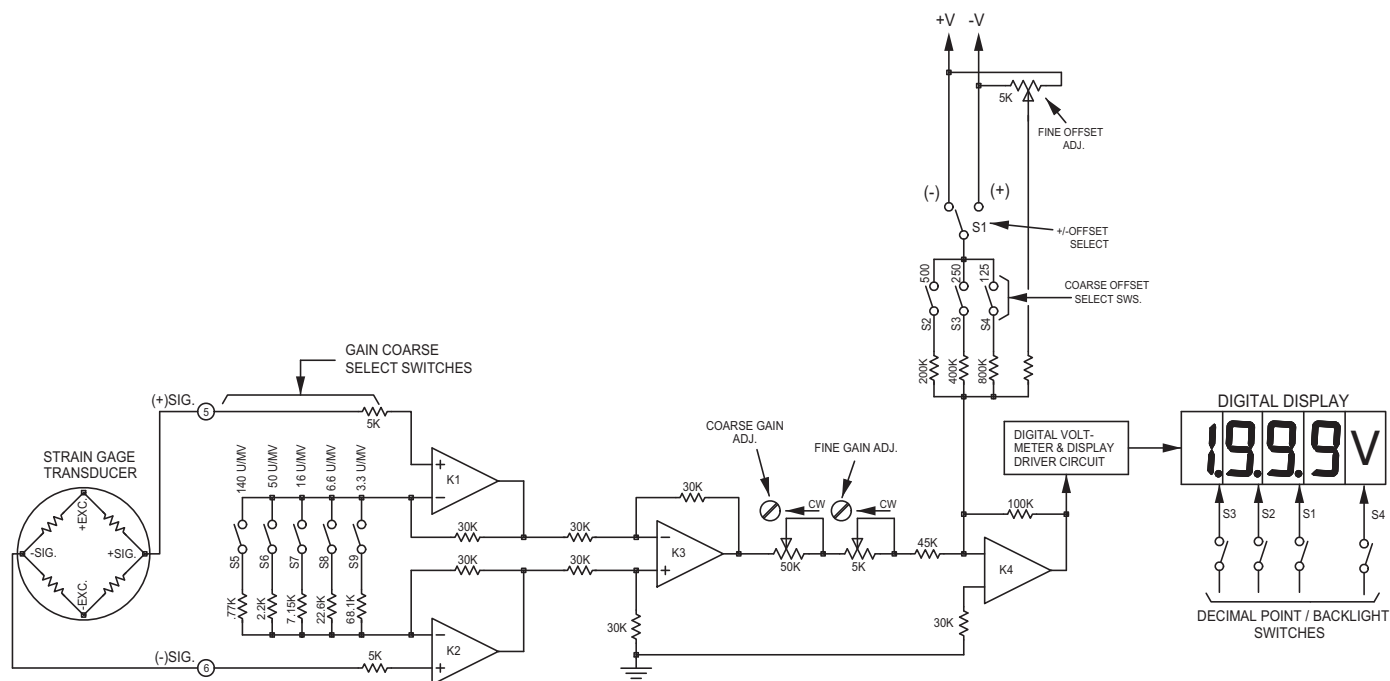 +V -V
5K
FINE OFFSET
ADJ.
(-) (+)
S1
+/-OFFSET
SELECT
500 250 125
COARSE OFFSET
SELECT SWS.
S2 S3 S4
200K 400K 800K
GAIN COARSE
SELECT SWITCHES
(+)SIG. 5
5K
STRAIN GAGE
TRANSDUCER
+EXC.
-SIG. +SIG.
-EXC.
140 U/MV 50 U/MV 16 U/MV 6.6 U/MV 3.3 U/MV
S5 S6 S7 S8 S9
.77K 2.2K 7.15K 22.6K 68.1K
+ K1 -
30K 30K
30K 30K
30K
- K3 +
30K
- K2 +
(-)SIG. 6
5K
COARSE GAIN
ADJ.
CW
50K
FINE GAIN ADJ.
CW
5K
45K
100K
K4
30K
DIGITAL VOLT-
METER & DISPLAY
DRIVER CIRCUIT
DIGITAL DISPLAY
1.9.9.9 V
S3 S2 S1 S4
DECIMAL POINT / BACKLIGHT
SWITCHES